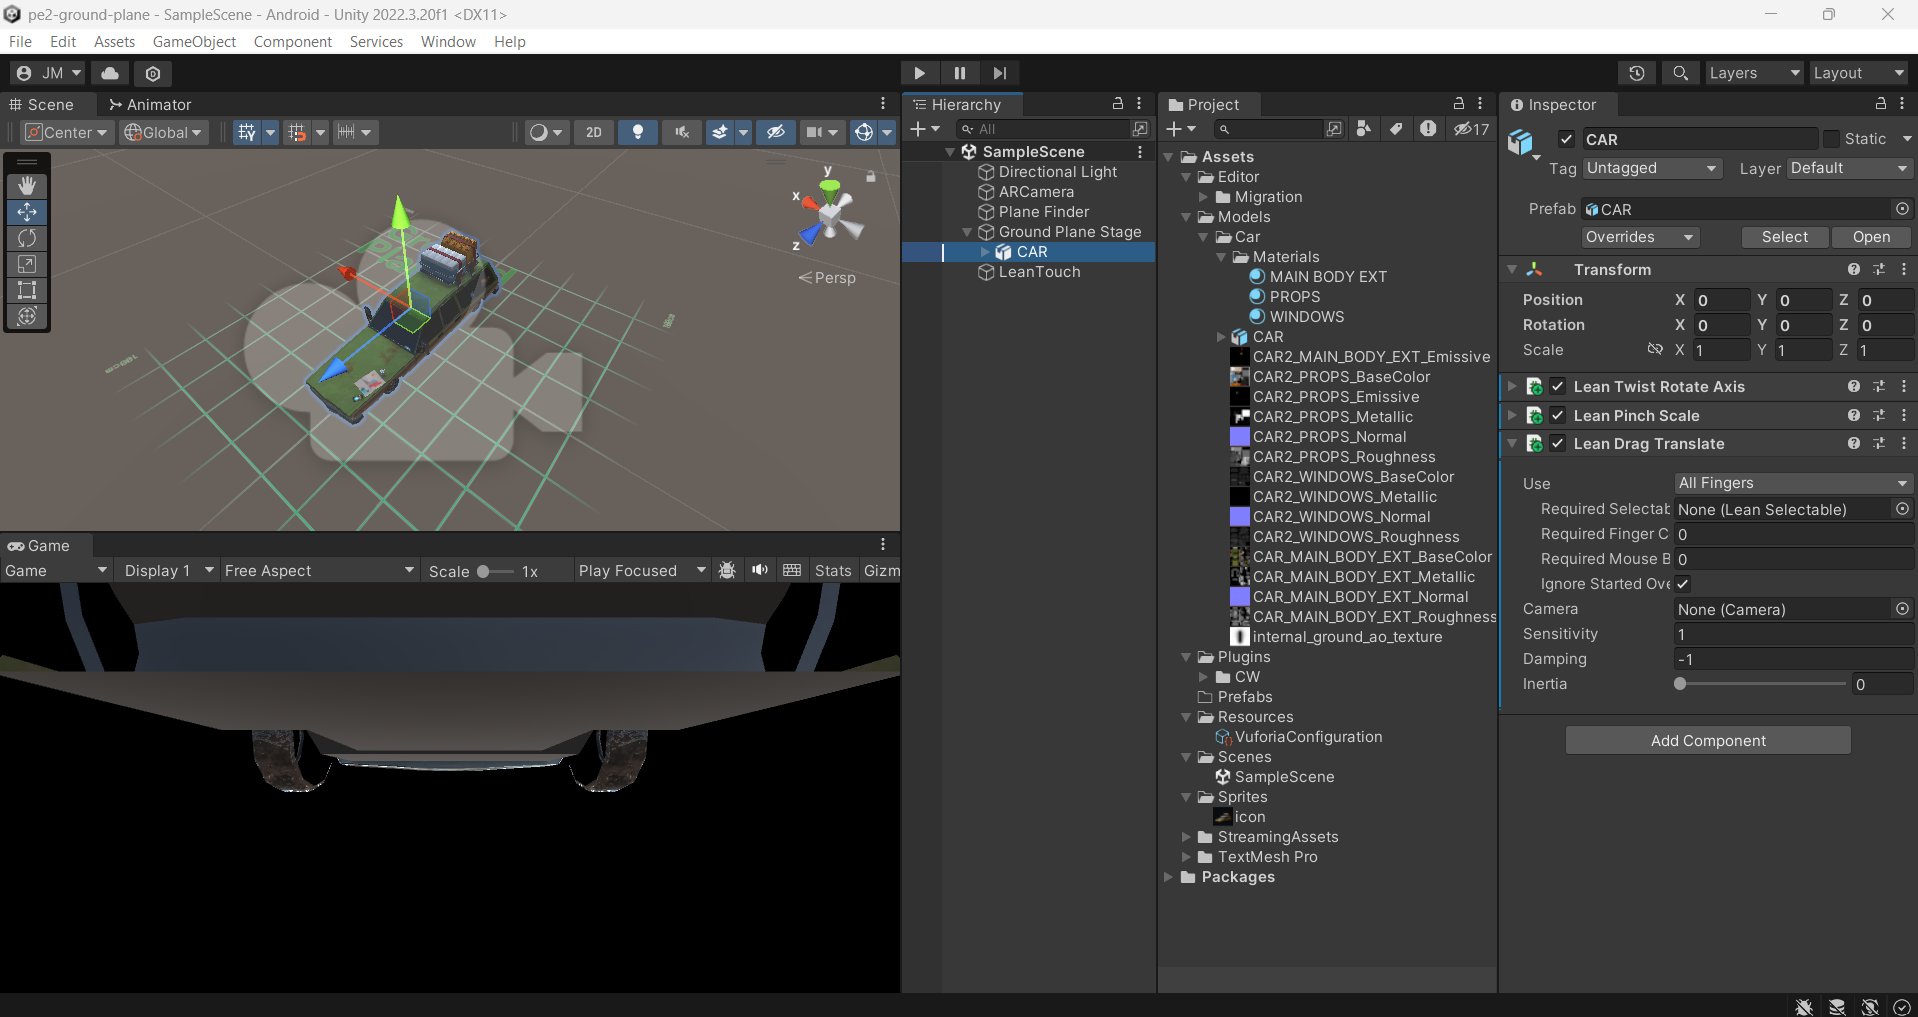 pe2-ground-plane - SampleScene - Android - Unity 2022.3.20f1 <DX11>
File Edit Assets GameObject Component Services Window Help
JM
Layers Layout
Scene Animator
Center Global 2D
y
x
z
Persp
Game
Game Display 1 Free Aspect Scale 1x Play Focused Stats Gizm
Hierarchy
All
SampleScene
Directional Light
ARCamera
Plane Finder
Ground Plane Stage
CAR
LeanTouch
Project
17
Assets
Editor
Migration
Models
Car
Materials
MAIN BODY EXT
PROPS
WINDOWS
CAR
CAR2_MAIN_BODY_EXT_Emissive
CAR2_PROPS_BaseColor
CAR2_PROPS_Emissive
CAR2_PROPS_Metallic
CAR2_PROPS_Normal
CAR2_PROPS_Roughness
CAR2_WINDOWS_BaseColor
CAR2_WINDOWS_Metallic
CAR2_WINDOWS_Normal
CAR2_WINDOWS_Roughness
CAR_MAIN_BODY_EXT_BaseColor
CAR_MAIN_BODY_EXT_Metallic
CAR_MAIN_BODY_EXT_Normal
CAR_MAIN_BODY_EXT_Roughness
internal_ground_ao_texture
Plugins
CW
Prefabs
Resources
VuforiaConfiguration
Scenes
SampleScene
Sprites
icon
StreamingAssets
TextMesh Pro
Packages
Inspector
CAR Static
Tag Untagged Layer Default
Prefab CAR
Overrides Select Open
Transform
Position X 0 Y 0 Z 0
Rotation X 0 Y 0 Z 0
Scale X 1 Y 1 Z 1
Lean Twist Rotate Axis
Lean Pinch Scale
Lean Drag Translate
Use All Fingers
Required Selectab None (Lean Selectable)
Required Finger C 0
Required Mouse B 0
Ignore Started Ove
Camera None (Camera)
Sensitivity 1
Damping -1
Inertia 0
Add Component